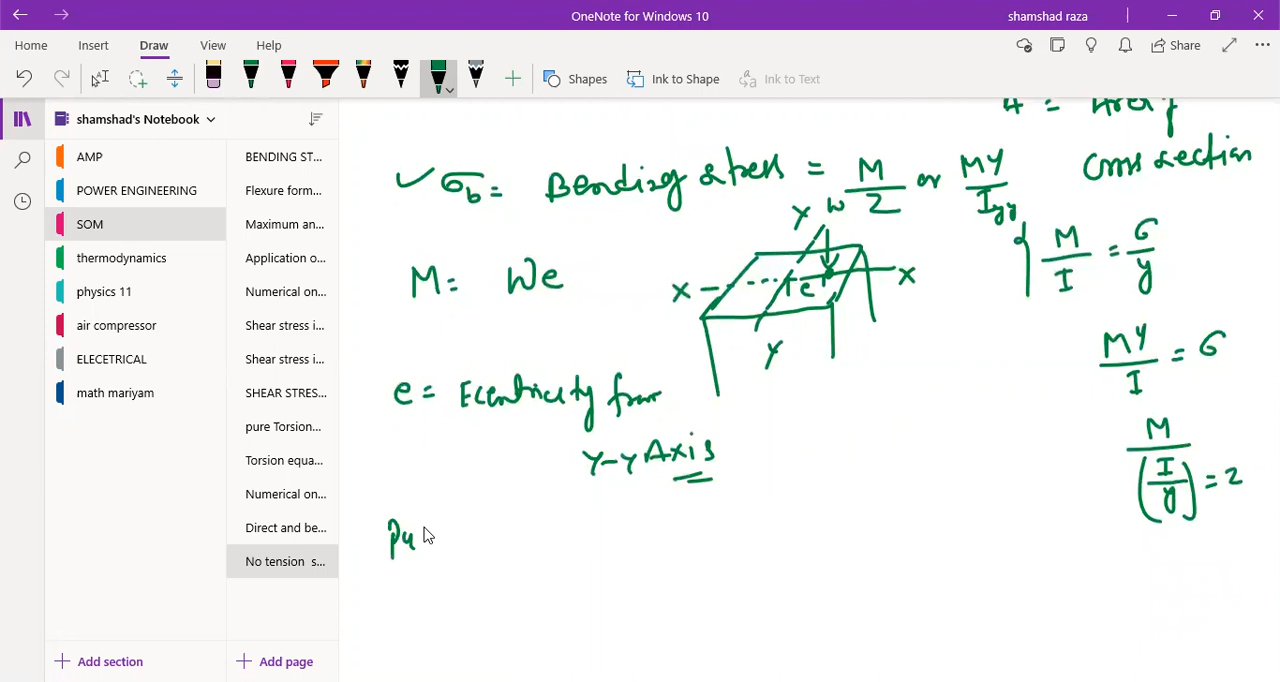 OneNote for Windows 10
shamshad raza
Home Insert Draw View Help
Share
Shapes
Ink to Shape
Ink to Text
shamshad's Notebook
AMP
POWER ENGINEERING
SOM
thermodynamics
physics 11
air compressor
ELECETRICAL
math mariyam
Add section
BENDING ST...
Flexure form...
Maximum an...
Application o...
Numerical on...
Shear stress i...
Shear stress i...
SHEAR STRES...
pure Torsion...
Torsion equa...
Numerical on...
Direct and be...
No tension s...
Add page
A = Area of
Cross section
✓ σb = Bending stress = M/Z or MY/Iyy
M = We
Y W
X X
e
Y
M/I = σ/y
MY/I = σ
M/(I/y) = Z
e = Eccentricity from
Y-Y Axis
Pu